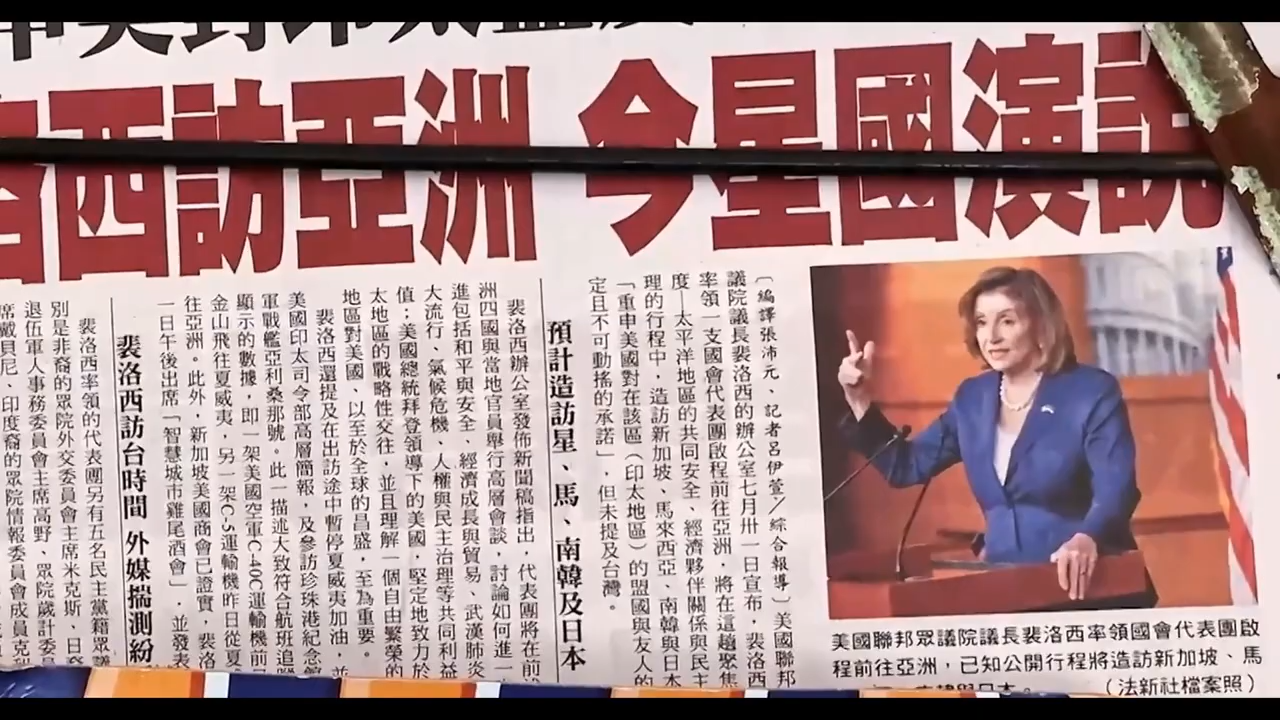 洛西訪亞洲 今星國演説
〔編譯張沛元、記者呂伊萱／綜合報導〕美國聯邦
議院議長裴洛西的辦公室七月卅一日宣布，裴洛西
率領一支國會代表團啟程前往亞洲，將在這趟聚焦
度—太平洋地區的共同安全、經濟夥伴關係與民主
理的行程中，造訪新加坡、馬來西亞、南韓與日本
「重申美國對在該區（印太地區）的盟國與友人的
定且不可動搖的承諾」，但未提及台灣。
預計造訪星、馬、南韓及日本
裴洛西辦公室發佈新聞稿指出，代表團將在前
洲四國與當地官員舉行高層會談，討論如何進一
進包括和平與安全、經濟成長與貿易、武漢肺炎
大流行、氣候危機、人權與民主治理等共同利益
值；美國總統拜登領導下的美國，堅定地致力於
太地區的戰略性交往，並且理解一個自由繁榮的
地區對美國、以至於全球的昌盛，至為重要。
裴洛西還提及在出訪途中暫停夏威夷加油，並
美國印太司令部高層簡報，及參訪珍珠港紀念館
軍戰艦亞利桑那號。此一描述大致符合航班追蹤
顯示的數據，即一架美國空軍C-40C運輸機前
金山飛往夏威夷，另一架C-5運輸機昨日從夏
往亞洲。此外，新加坡美國商會已證實，裴洛
一日午後出席「智慧城市雞尾酒會」，並發表
裴洛西訪台時間 外媒揣測紛
裴洛西率領的代表團另有五名民主黨籍眾議
別是非裔的眾院外交委員會主席米克斯、日裔
退伍軍人事務委員會主席高野、眾院歲計委員
席戴貝尼、印度裔的眾院情報委員會成員克利
美國聯邦眾議院議長裴洛西率領國會代表團啟
程前往亞洲，已知公開行程將造訪新加坡、馬
（法新社檔案照）